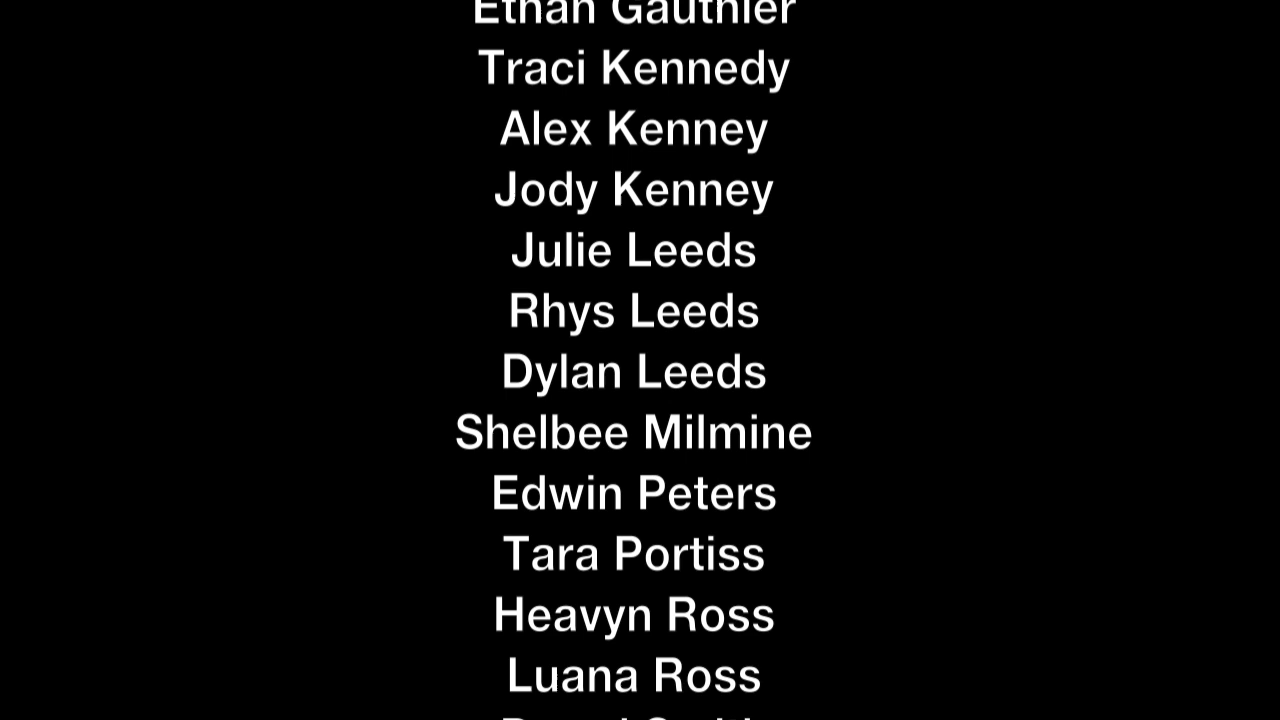 Ethan Gauthier
Traci Kennedy
Alex Kenney
Jody Kenney
Julie Leeds
Rhys Leeds
Dylan Leeds
Shelbee Milmine
Edwin Peters
Tara Portiss
Heavyn Ross
Luana Ross